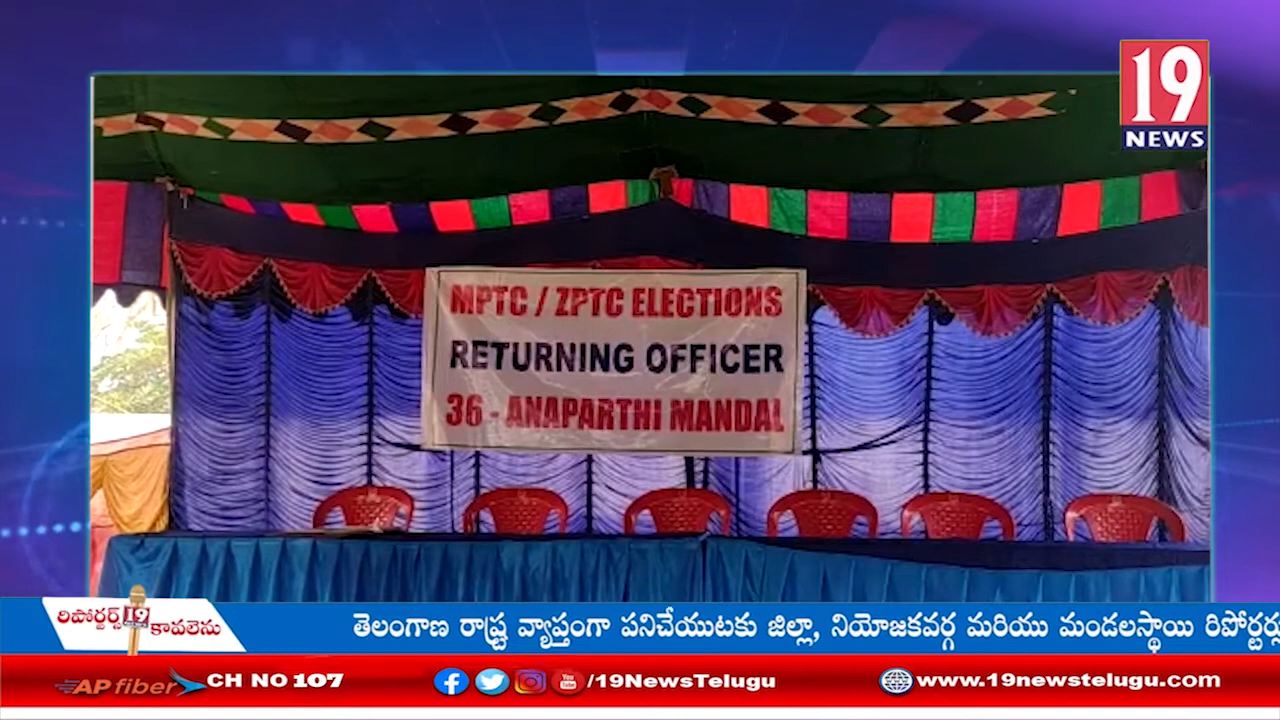 19
NEWS
MPTC / ZPTC ELECTIONS
RETURNING OFFICER
36 - ANAPARTHI MANDAL
రిపోర్టర్స్ 19 కావలెను
తెలంగాణ రాష్ట్ర వ్యాప్తంగా పనిచేయుటకు జిల్లా, నియోజకవర్గ మరియు మండలస్థాయి రిపోర్టర్లు
AP fiber CH NO 107 /19NewsTelugu www.19newstelugu.com